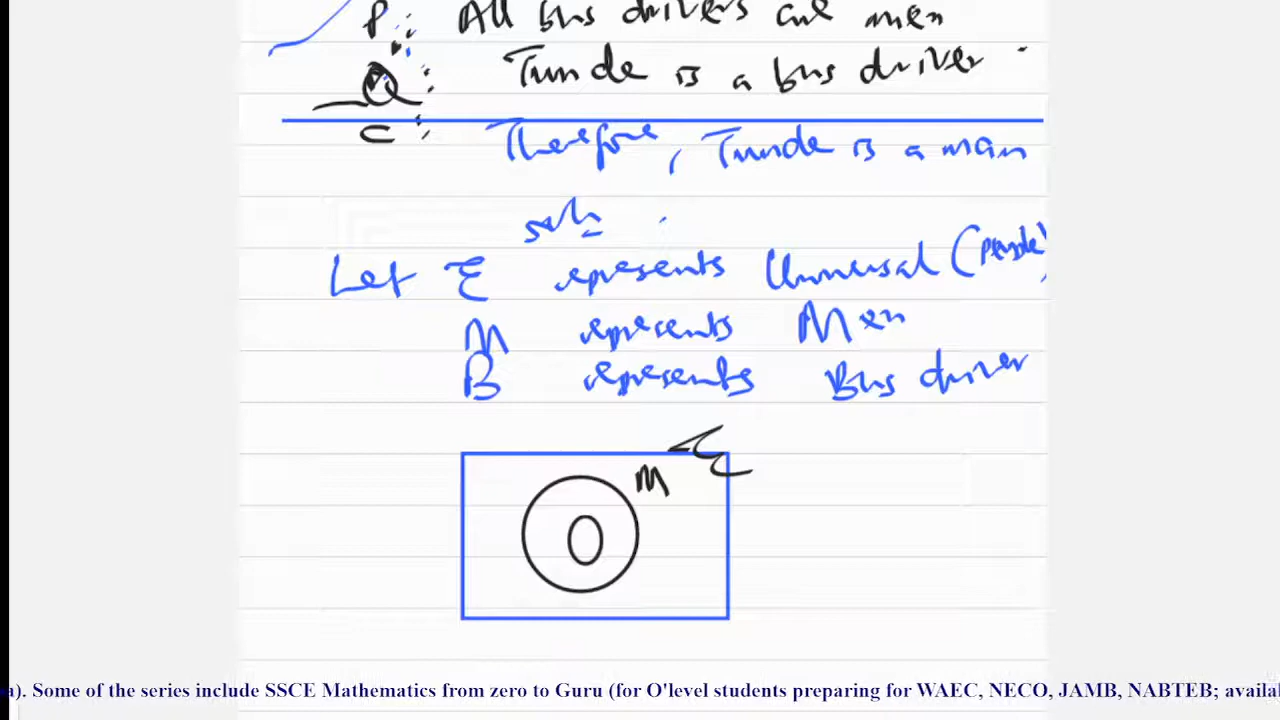 P: All bus drivers are men
Q: Tunde is a bus driver
C: Therefore, Tunde is a man
soln
Let ℰ represents Universal (People)
M represents Men
B represents Bus driver
ℰ
M
a). Some of the series include SSCE Mathematics from zero to Guru (for O'level students preparing for WAEC, NECO, JAMB, NABTEB; availal